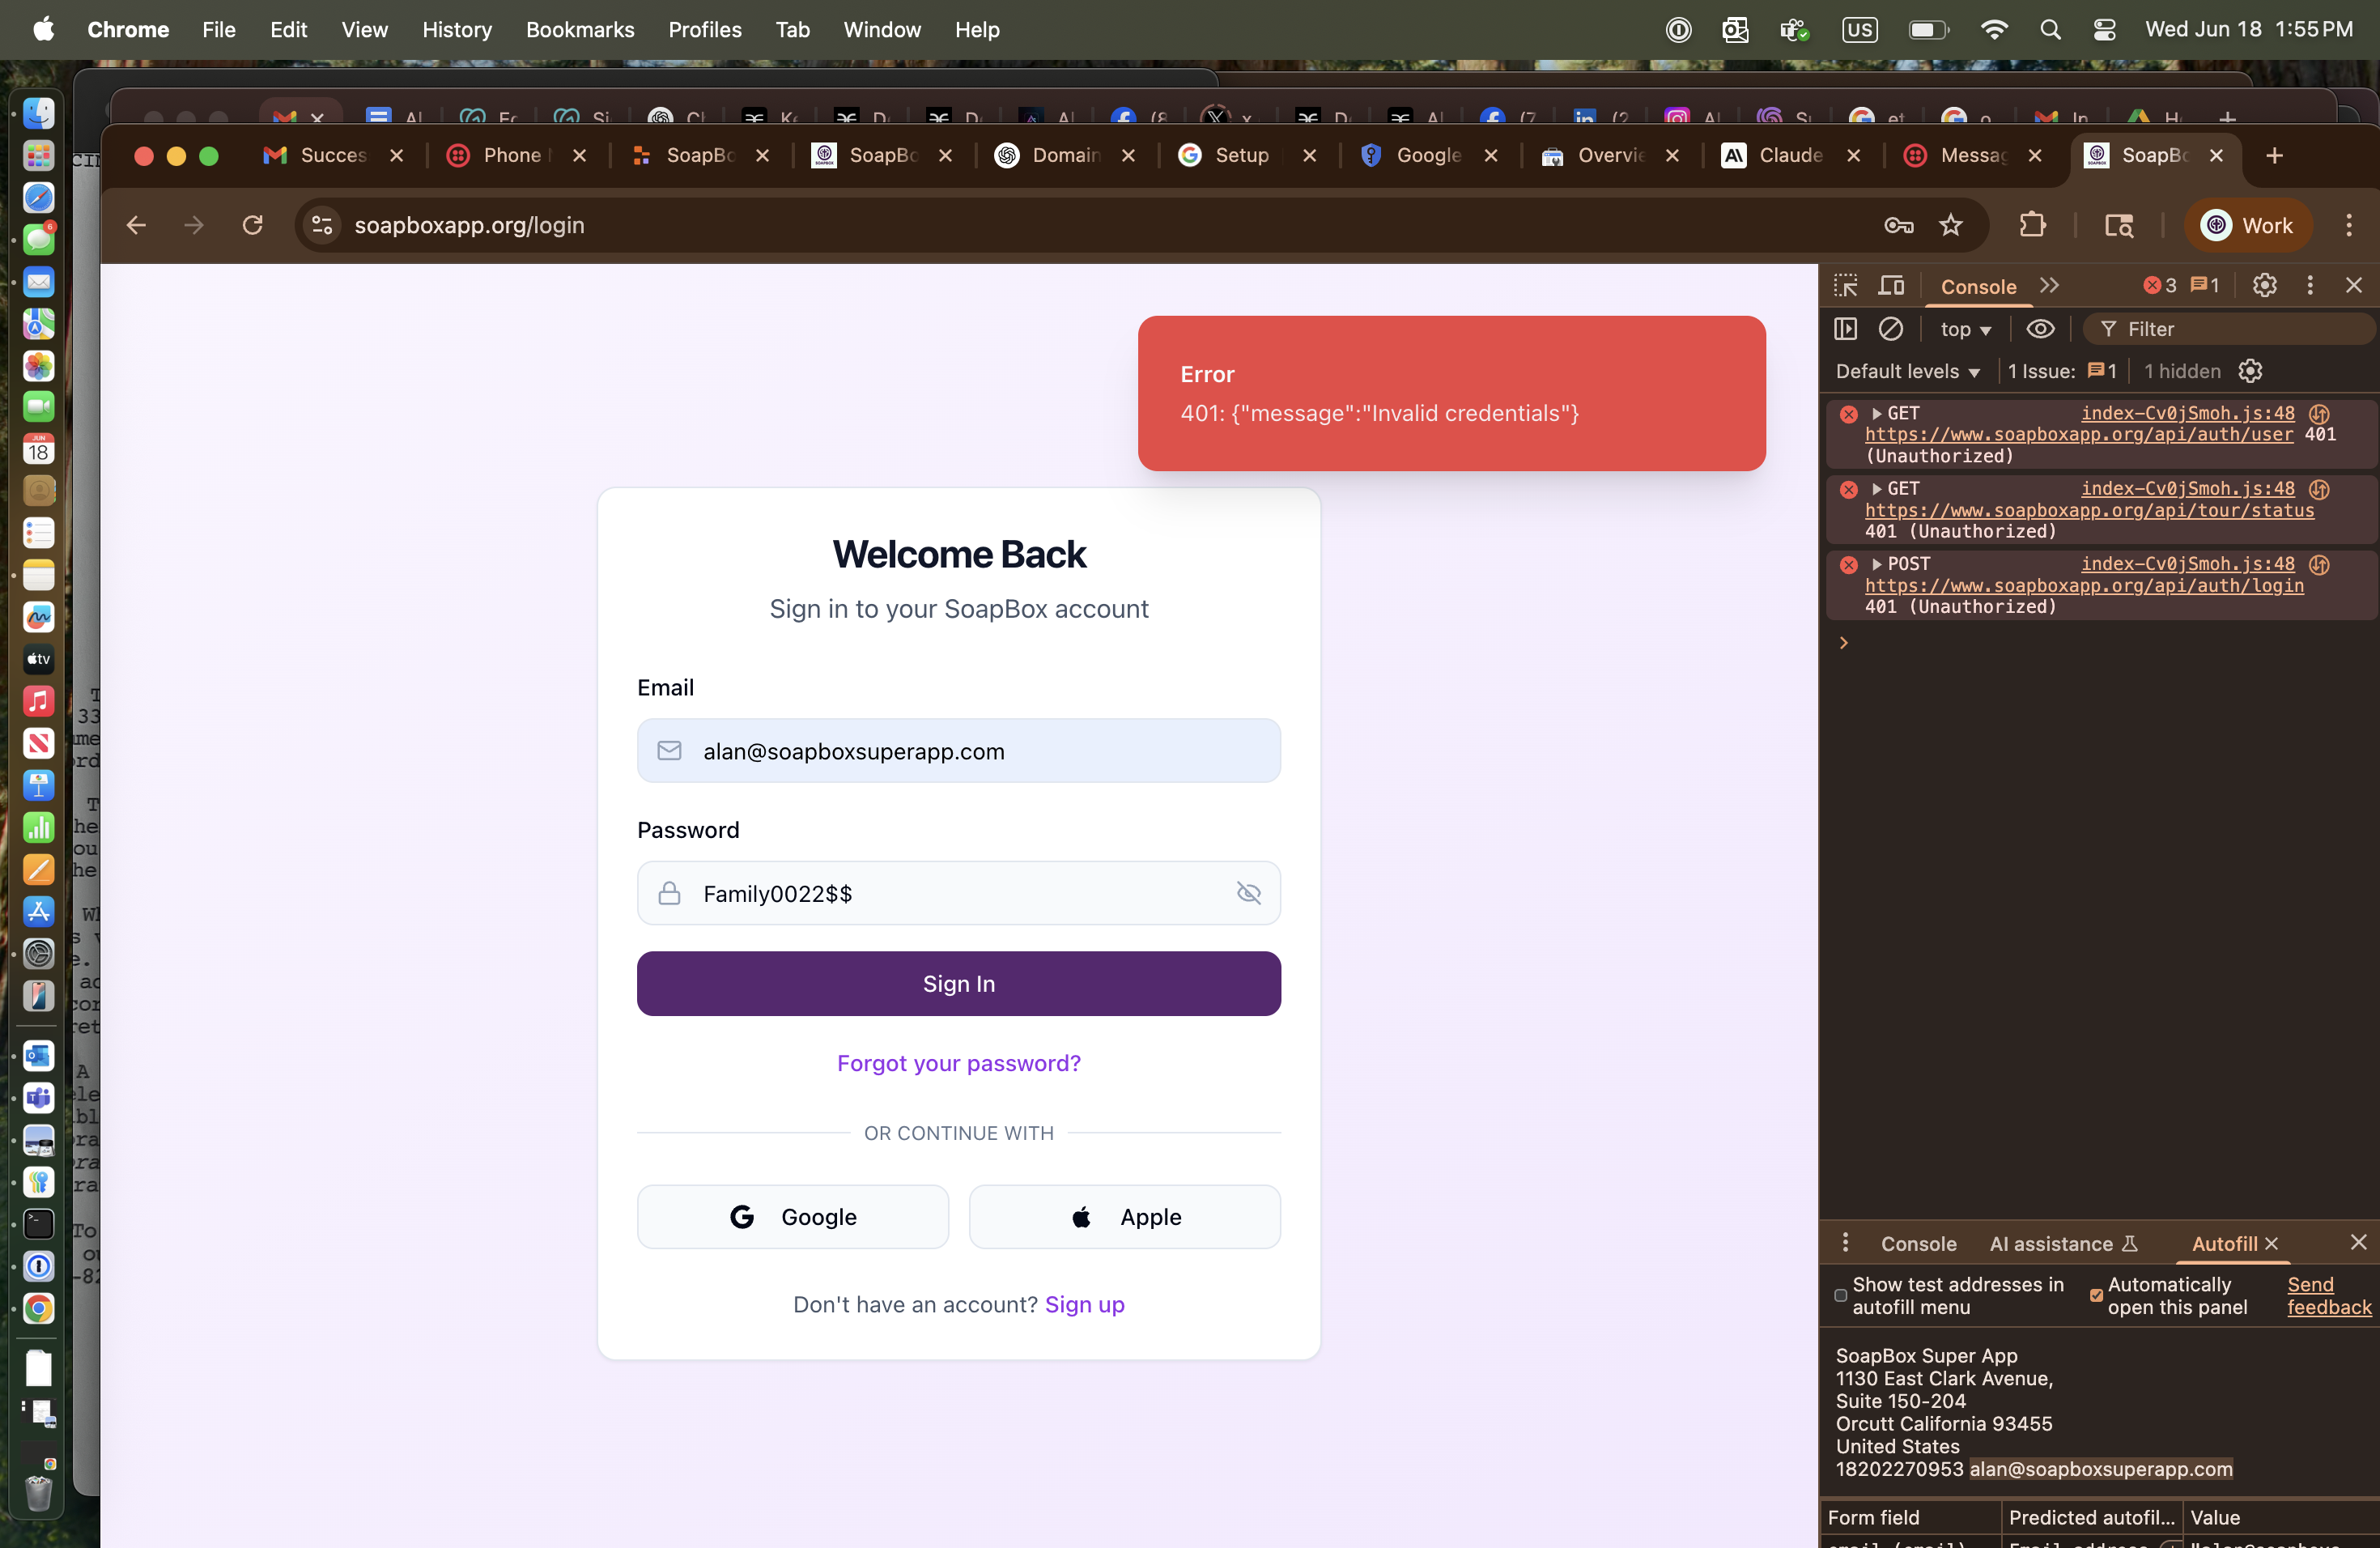 Chrome File Edit View History Bookmarks Profiles Tab Window Help US Wed Jun 18 1:55 PM
Succes Phone SoapBo SoapBo Domain Setup Google Overvie Claude Messag SoapBo
soapboxapp.org/login Work
Error
401: {"message":"Invalid credentials"}
Welcome Back
Sign in to your SoapBox account
Email
alan@soapboxsuperapp.com
Password
Family0022$$
Sign In
Forgot your password?
OR CONTINUE WITH
Google Apple
Don't have an account? Sign up
Console 3 1
top Filter
Default levels 1 Issue: 1 1 hidden
GET index-Cv0jSmoh.js:48
https://www.soapboxapp.org/api/auth/user 401
(Unauthorized)
GET index-Cv0jSmoh.js:48
https://www.soapboxapp.org/api/tour/status
401 (Unauthorized)
POST index-Cv0jSmoh.js:48
https://www.soapboxapp.org/api/auth/login
401 (Unauthorized)
Console AI assistance Autofill
Show test addresses in autofill menu
Automatically open this panel
Send feedback
SoapBox Super App
1130 East Clark Avenue,
Suite 150-204
Orcutt California 93455
United States
18202270953 alan@soapboxsuperapp.com
Form field Predicted autofil... Value
JUN
18
tv
6